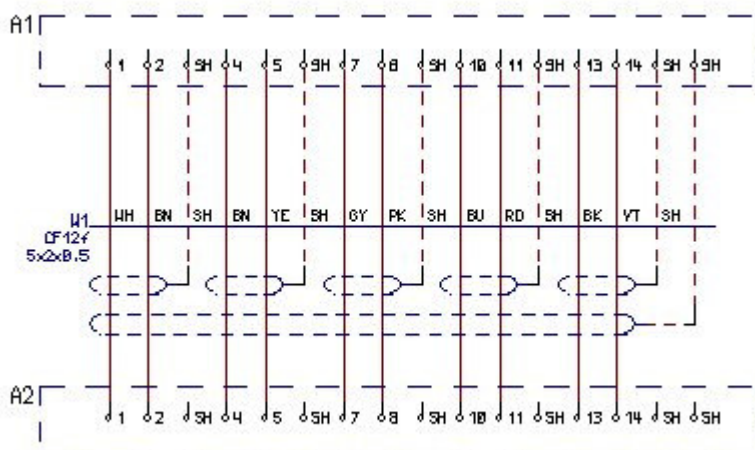 A1
1 2 SH 4 5 SH 7 8 SH 10 11 SH 13 14 SH SH
W1 WH BN SH BN YE SH GY PK SH BU RD SH BK VT SH
CF12f
5x2x0.5
A2
1 2 SH 4 5 SH 7 8 SH 10 11 SH 13 14 SH SH